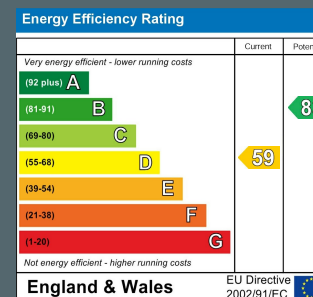 Energy Efficiency Rating
Current
Very energy efficient - lower running costs
(92 plus) A
(81-91) B
(69-80) C
(55-68) D
59
(39-54) E
(21-38) F
(1-20) G
Not energy efficient - higher running costs
England & Wales
EU Directive
2002/91/EC